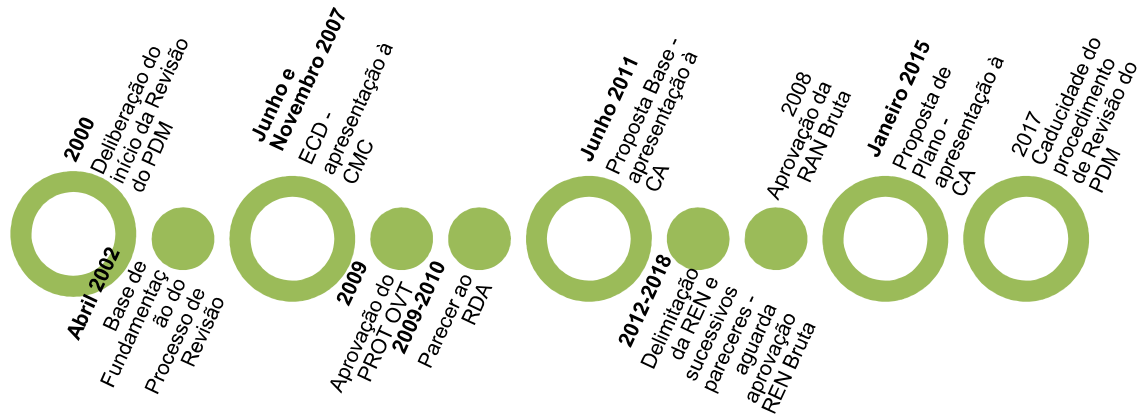 2000
Deliberação do
início da Revisão
do PDM
Abril 2002
Base de
Fundamentaç
ão do
Processo de
Revisão
Junho e
Novembro 2007
ECD -
apresentação à
CMC
2009
Aprovação do
PROT OVT
2009-2010
Parecer ao
RDA
Junho 2011
Proposta Base -
apresentação à
CA
2012-2018
Delimitação
da REN e
sucessivos
pareceres -
aguarda
aprovação
REN Bruta
2008
Aprovação da
RAN Bruta
Janeiro 2015
Proposta de
Plano -
apresentação à
CA
2017
Caducidade do
procedimento
de Revisão do
PDM